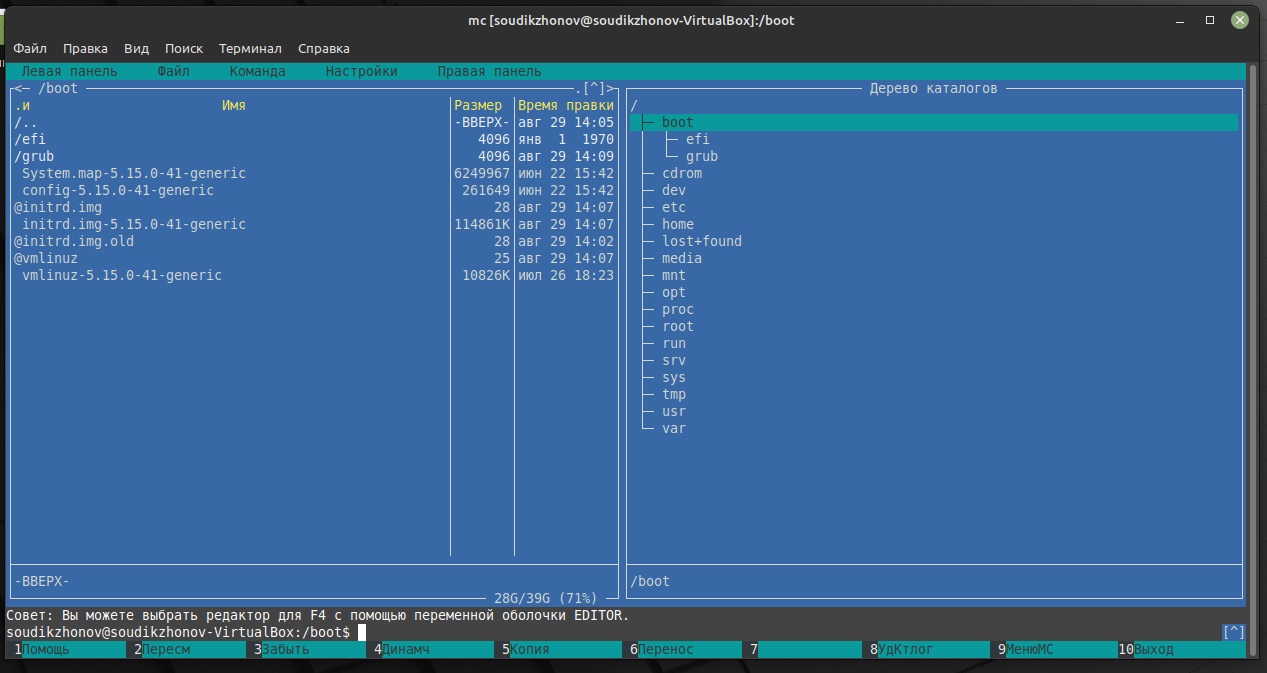 mc [soudikzhonov@soudikzhonov-VirtualBox]:/boot
Файл Правка Вид Поиск Терминал Справка
Левая панель Файл Команда Настройки Правая панель
<─ /boot .[^]>
.и Имя Размер Время правки
/.. -ВВЕРХ- авг 29 14:05
/efi 4096 янв 1 1970
/grub 4096 авг 29 14:09
System.map-5.15.0-41-generic 6249967 июн 22 15:42
config-5.15.0-41-generic 261649 июн 22 15:42
@initrd.img 28 авг 29 14:07
initrd.img-5.15.0-41-generic 114861K авг 29 14:07
@initrd.img.old 28 авг 29 14:02
@vmlinuz 25 авг 29 14:07
vmlinuz-5.15.0-41-generic 10826K июл 26 18:23
-ВВЕРХ-
28G/39G (71%)
Дерево каталогов
/
boot
efi
grub
cdrom
dev
etc
home
lost+found
media
mnt
opt
proc
root
run
srv
sys
tmp
usr
var
/boot
Совет: Вы можете выбрать редактор для F4 с помощью переменной оболочки EDITOR.
soudikzhonov@soudikzhonov-VirtualBox:/boot$ [^]
1Помощь 2Пересм 3Забыть 4Динамч 5Копия 6Перенос 7 8УдКтлог 9МенюМС 10Выход